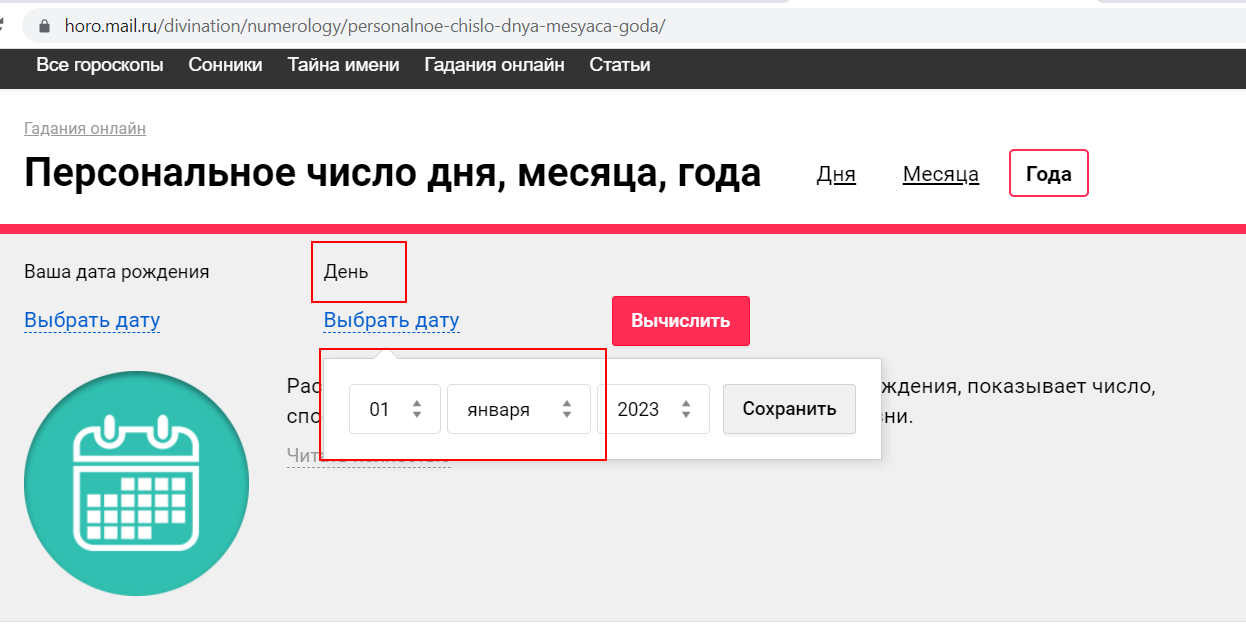 horo.mail.ru/divination/numerology/personalnoe-chislo-dnya-mesyaca-goda/
Все гороскопы Сонники Тайна имени Гадания онлайн Статьи
Гадания онлайн
Персональное число дня, месяца, года Дня Месяца Года
Ваша дата рождения День
Выбрать дату Выбрать дату Вычислить
01 января 2023 Сохранить
показывает число,